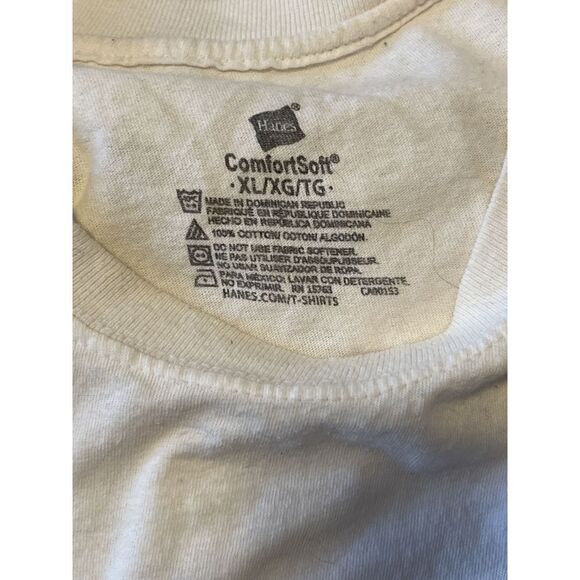 Hanes®
ComfortSoft®
· XL/XG/TG ·
MADE IN DOMINICAN REPUBLIC
FABRIQUÉ EN RÉPUBLIQUE DOMINICAINE
HECHO EN REPÚBLICA DOMINICANA
100% COTTON/ COTON/ ALGODÓN.
DO NOT USE FABRIC SOFTENER.
NE PAS UTILISER D'ASSOUPLISSEUR.
NO USAR SUAVIZADOR DE ROPA.
PARA MÉXICO: LAVAR CON DETERGENTE.
NO EXPRIMIR. RN 15763 CA00153
HANES.COM/T-SHIRTS